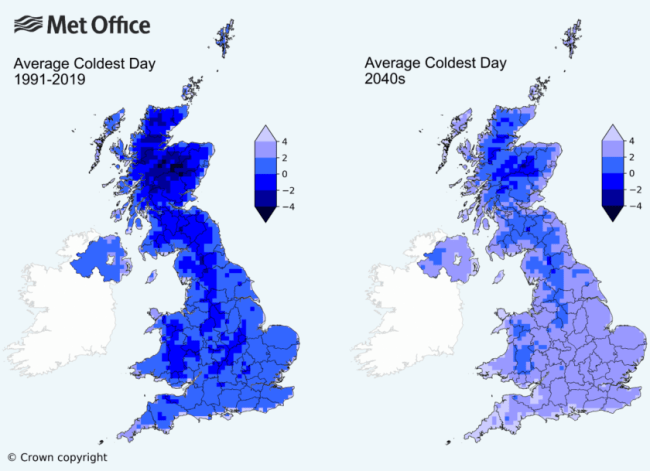 Met Office
Average Coldest Day
1991-2019
4
2
0
−2
−4
Average Coldest Day
2040s
4
2
0
−2
−4
© Crown copyright